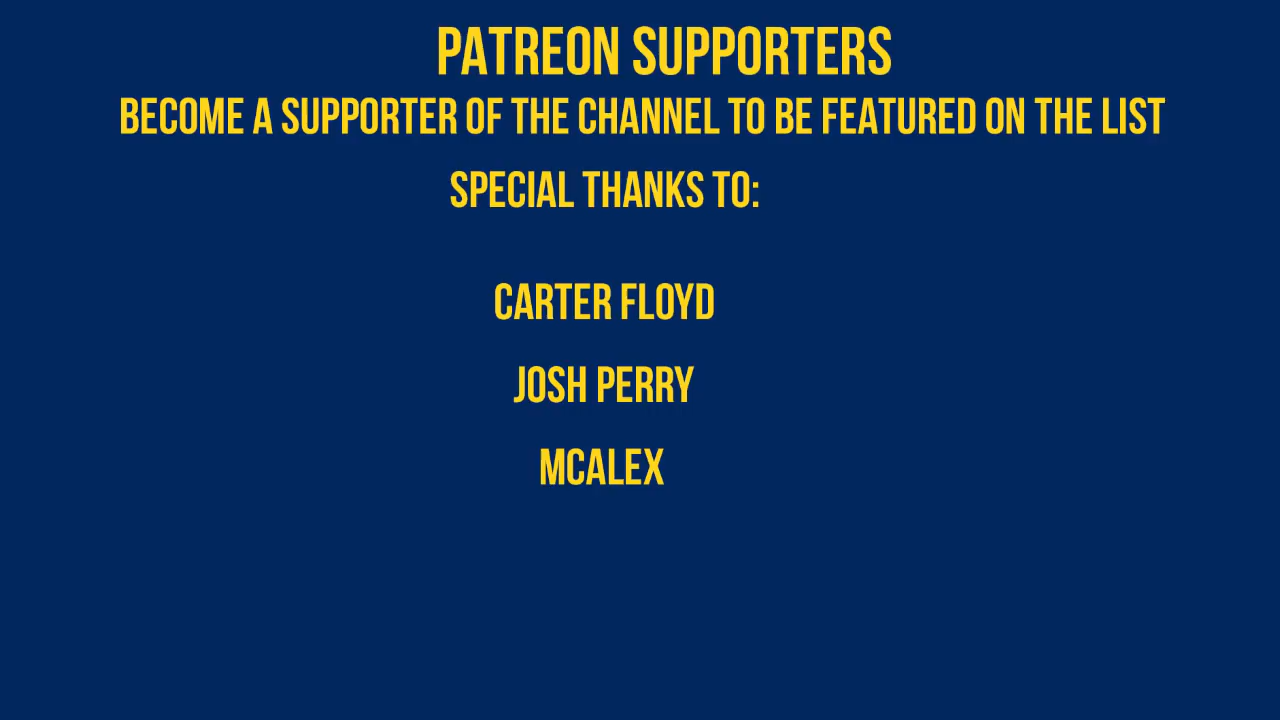 PATREON SUPPORTERS
BECOME A SUPPORTER OF THE CHANNEL TO BE FEATURED ON THE LIST
SPECIAL THANKS TO:
CARTER FLOYD
JOSH PERRY
MCALEX